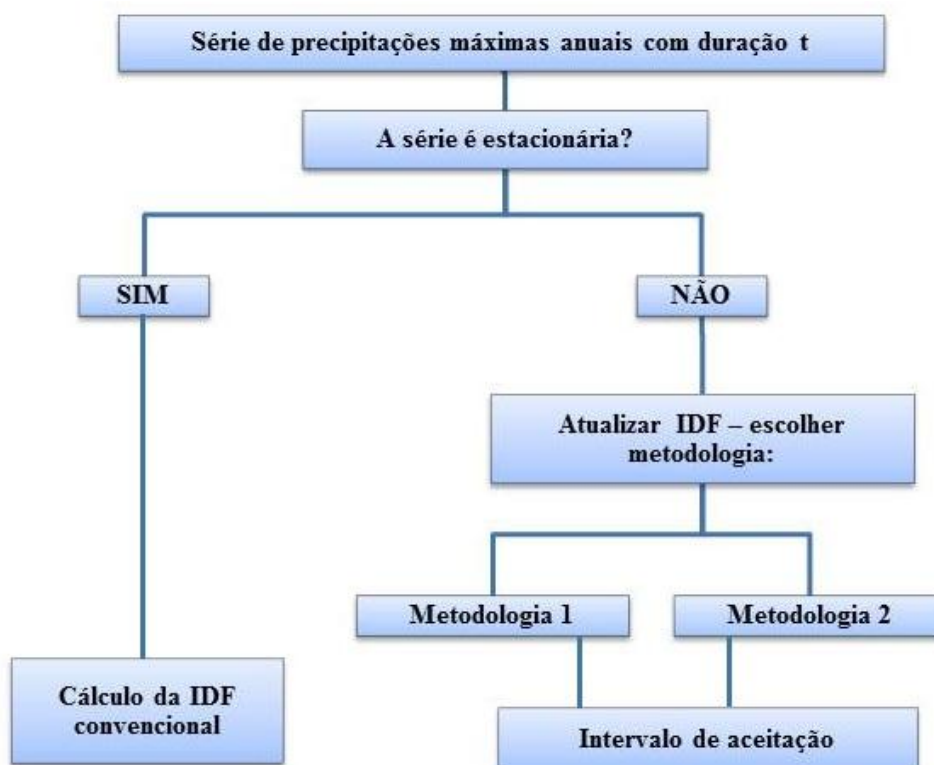 Série de precipitações máximas anuais com duração t
A série é estacionária?
SIM
NÃO
Atualizar IDF – escolher
metodologia:
Metodologia 1
Metodologia 2
Cálculo da IDF
convencional
Intervalo de aceitação